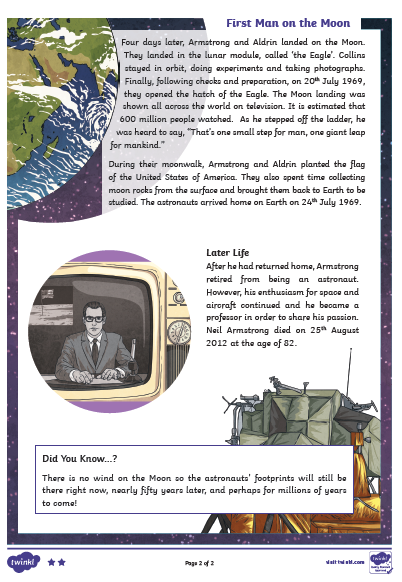 First Man on the Moon
Four days later, Armstrong and Aldrin landed on the Moon.
They landed in the lunar module, called ‘the Eagle’. Collins
stayed in orbit, doing experiments and taking photographs.
Finally, following checks and preparation, on 20th July 1969,
they opened the hatch of the Eagle. The Moon landing was
shown all across the world on television. It is estimated that
600 million people watched. As he stepped off the ladder, he
was heard to say, “That’s one small step for man, one giant leap
for mankind.”
During their moonwalk, Armstrong and Aldrin planted the flag
of the United States of America. They also spent time collecting
moon rocks from the surface and brought them back to Earth to be
studied. The astronauts arrived home on Earth on 24th July 1969.
Later Life
After he had returned home, Armstrong
retired from being an astronaut.
However, his enthusiasm for space and
aircraft continued and he became a
professor in order to share his passion.
Neil Armstrong died on 25th August
2012 at the age of 82.
Did You Know...?
There is no wind on the Moon so the astronauts’ footprints will still be
there right now, nearly fifty years later, and perhaps for millions of years
to come!
twinkl
Page 2 of 2
visit twinkl.com
twinkl